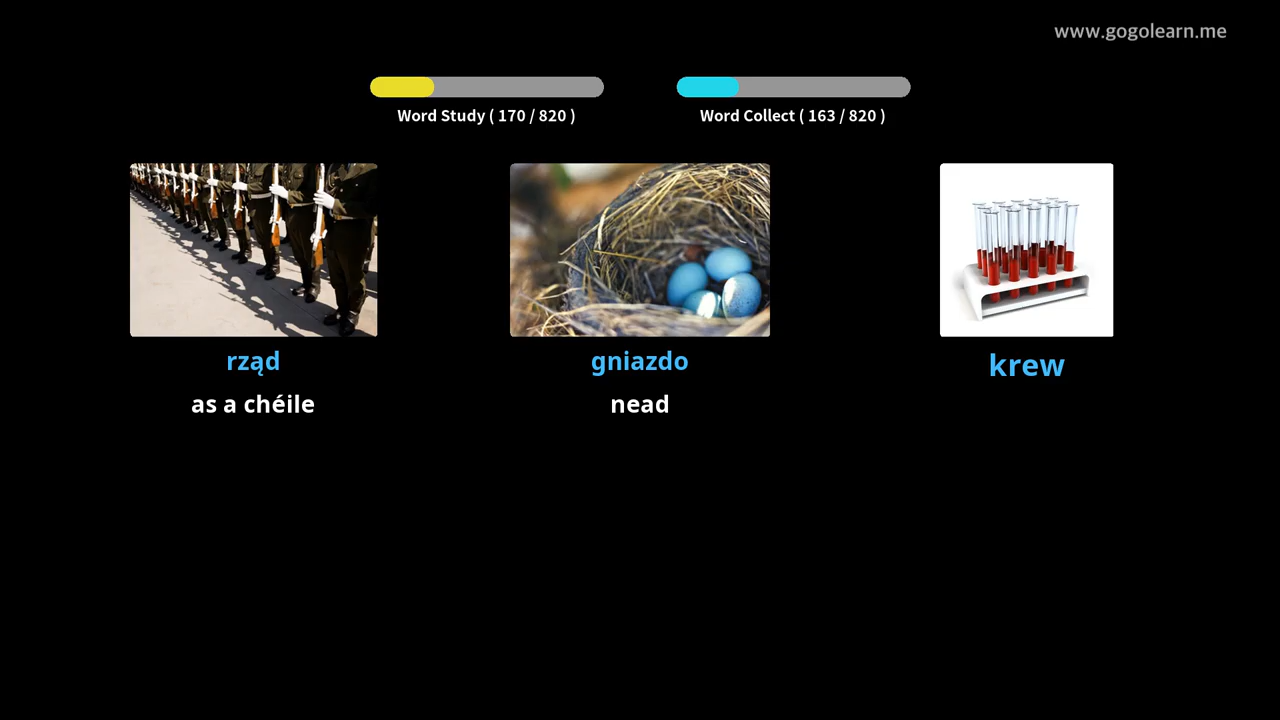 www.gogolearn.me
Word Study ( 170 / 820 )
Word Collect ( 163 / 820 )
rząd
gniazdo
krew
as a chéile
nead